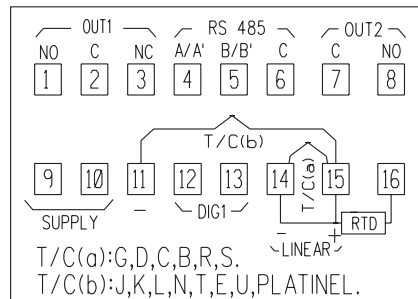 OUT1 RS 485 OUT2
NO C NC A/A' B/B' C C NO
1 2 3 4 5 6 7 8
T/C(b)
T/C(a)
9 10 11 12 13 14 15 16
RTD
SUPPLY - DIG1 - + 
LINEAR
T/C(a):G,D,C,B,R,S.
T/C(b):J,K,L,N,T,E,U,PLATINEL.